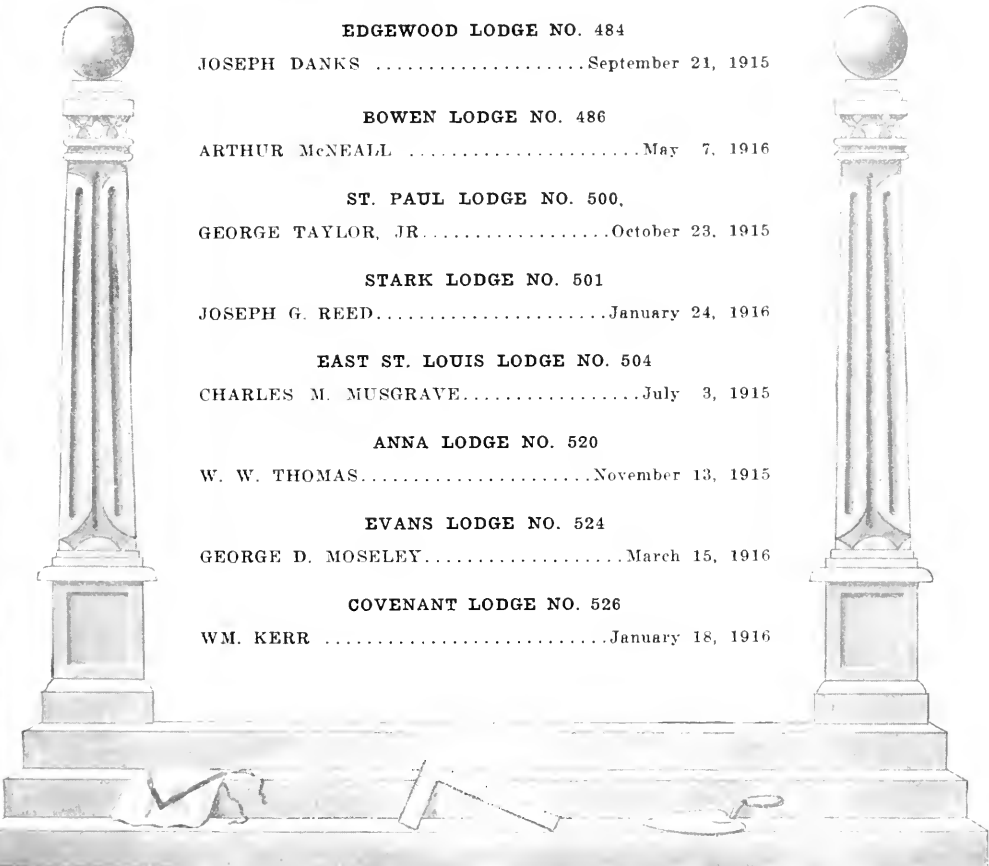 EDGEWOOD LODGE NO. 484
JOSEPH DANKS ....................September 21, 1915
BOWEN LODGE NO. 486
ARTHUR McNEALL ......................May 7, 1916
ST. PAUL LODGE NO. 500,
GEORGE TAYLOR, JR..................October 23, 1915
STARK LODGE NO. 501
JOSEPH G. REED......................January 24, 1916
EAST ST. LOUIS LODGE NO. 504
CHARLES M. MUSGRAVE.................July 3, 1915
ANNA LODGE NO. 520
W. W. THOMAS......................November 13, 1915
EVANS LODGE NO. 524
GEORGE D. MOSELEY...................March 15, 1916
COVENANT LODGE NO. 526
WM. KERR ...........................January 18, 1916